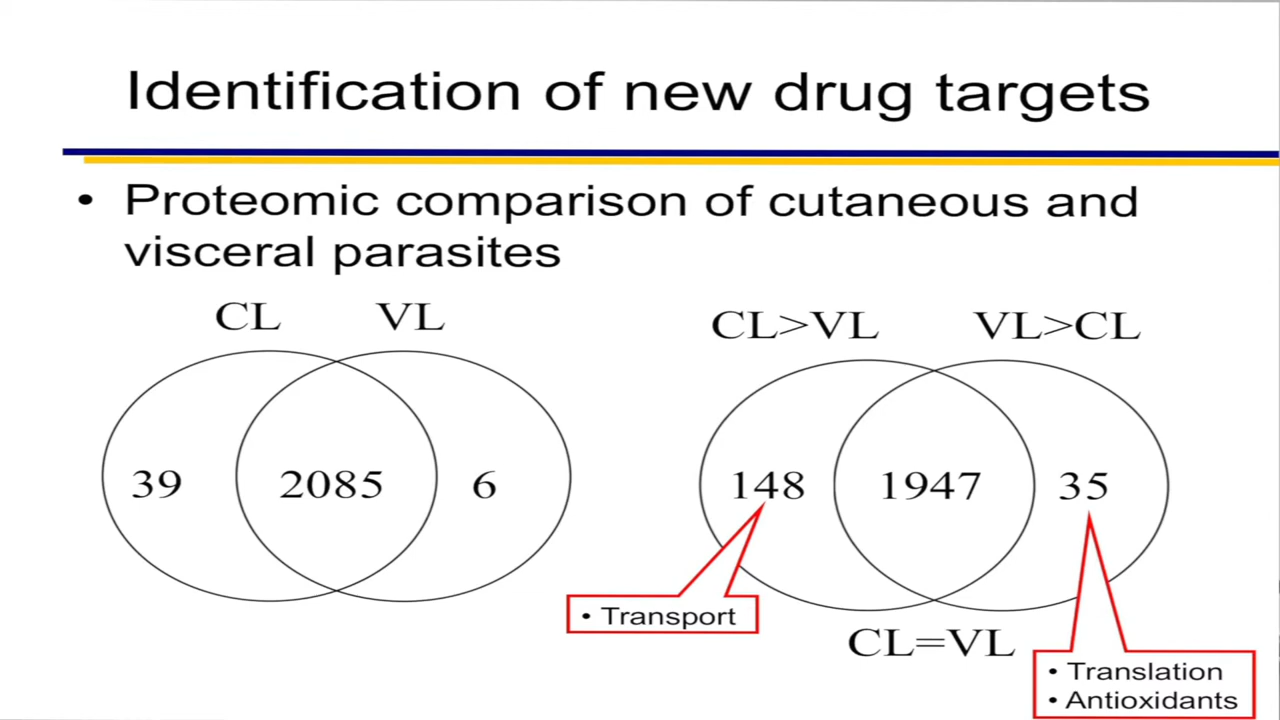 Identification of new drug targets
• Proteomic comparison of cutaneous and
visceral parasites
CL VL
39 2085 6
CL>VL VL>CL
148 1947 35
• Transport
CL=VL
• Translation
• Antioxidants